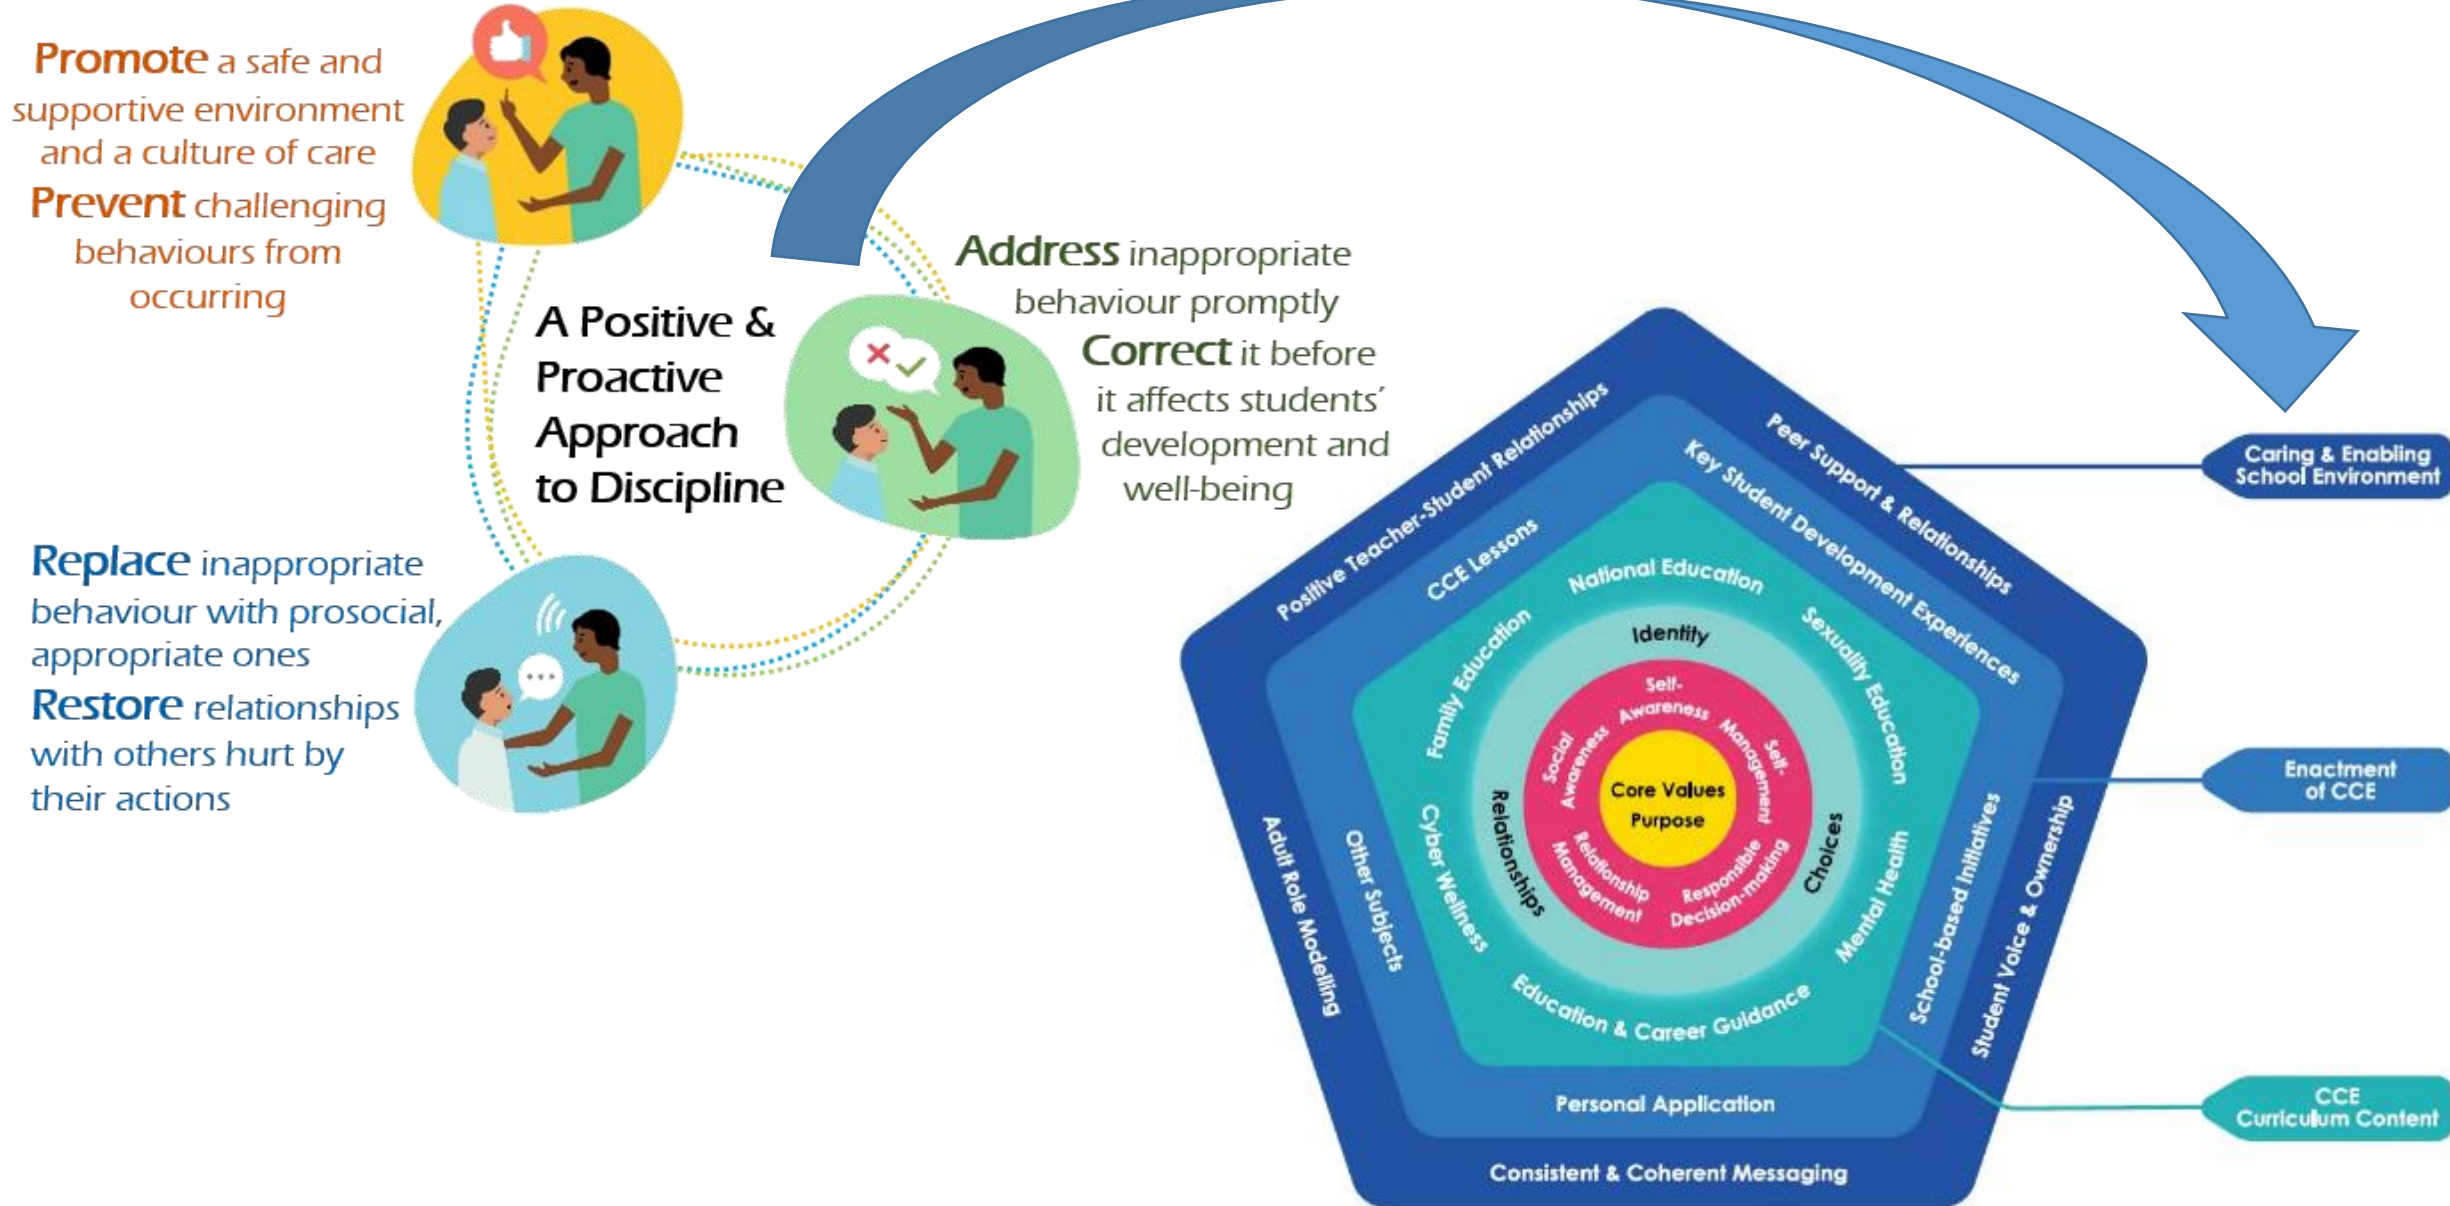 Promote a safe and
supportive environment
and a culture of care
Prevent challenging
behaviours from
occurring
A Positive &
Proactive
Approach
to Discipline
Address inappropriate
behaviour promptly
Correct it before
it affects students’
development and
well-being
Replace inappropriate
behaviour with prosocial,
appropriate ones
Restore relationships
with others hurt by
their actions
Positive Teacher-Student Relationships
Peer Support & Relationships
Student Voice & Ownership
Consistent & Coherent Messaging
Adult Role Modelling
CCE Lessons
Key Student Development Experiences
School-based Initiatives
Personal Application
Other Subjects
National Education
Sexuality Education
Mental Health
Education & Career Guidance
Cyber Wellness
Family Education
Identity
Choices
Relationships
Self-
Awareness
Self-
Management
Responsible
Decision-making
Relationship
Management
Social
Awareness
Core Values
Purpose
Caring & Enabling
School Environment
Enactment
of CCE
CCE
Curriculum Content